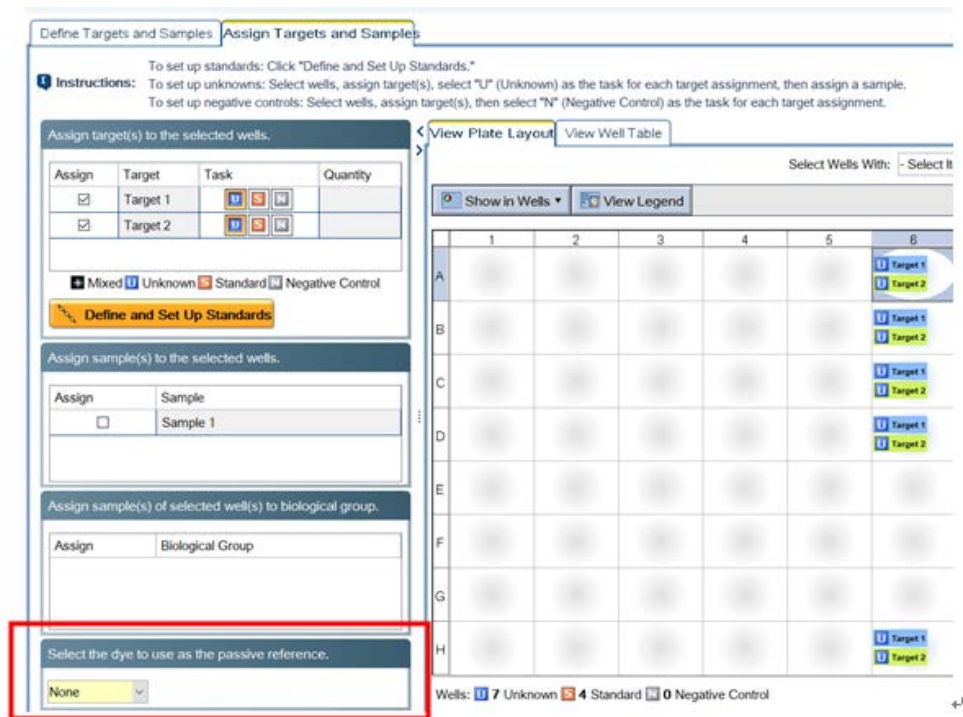 Define Targets and Samples Assign Targets and Samples
Instructions:
To set up standards: Click "Define and Set Up Standards."
To set up unknowns: Select wells, assign target(s), select "U" (Unknown) as the task for each target assignment, then assign a sample.
To set up negative controls: Select wells, assign target(s), then select "N" (Negative Control) as the task for each target assignment.
Assign target(s) to the selected wells.
Assign Target Task Quantity
Target 1 U S N
Target 2 U S N
Mixed U Unknown S Standard N Negative Control
Define and Set Up Standards
Assign sample(s) to the selected wells.
Assign Sample
Sample 1
Assign sample(s) of selected well(s) to biological group.
Assign Biological Group
Select the dye to use as the passive reference.
None
View Plate Layout View Well Table
Select Wells With: - Select It
Show in Wells View Legend
1 2 3 4 5 6
A
U Target 1
U Target 2
B
U Target 1
U Target 2
C
U Target 1
U Target 2
D
U Target 1
U Target 2
E
F
G
H
U Target 1
U Target 2
Wells: U 7 Unknown S 4 Standard N 0 Negative Control